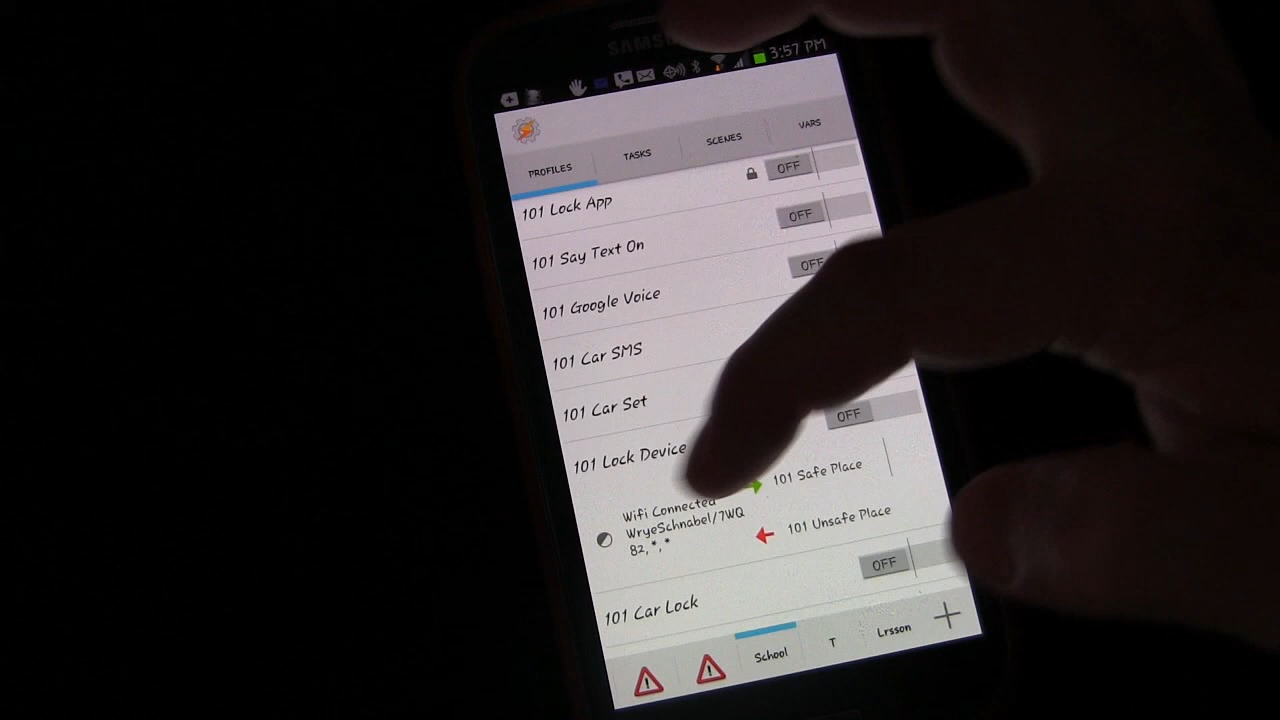 SAMS
3:57 PM
PROFILES
TASKS
SCENES
VARS
OFF
101 Lock App
OFF
101 Say Text On
OFF
101 Google Voice
101 Car SMS
101 Car Set
OFF
101 Lock Device
101 Safe Place
Wifi Connected
WryeSchnabel/7WQ
82,*,*
101 Unsafe Place
OFF
101 Car Lock
School
T
Lrsson